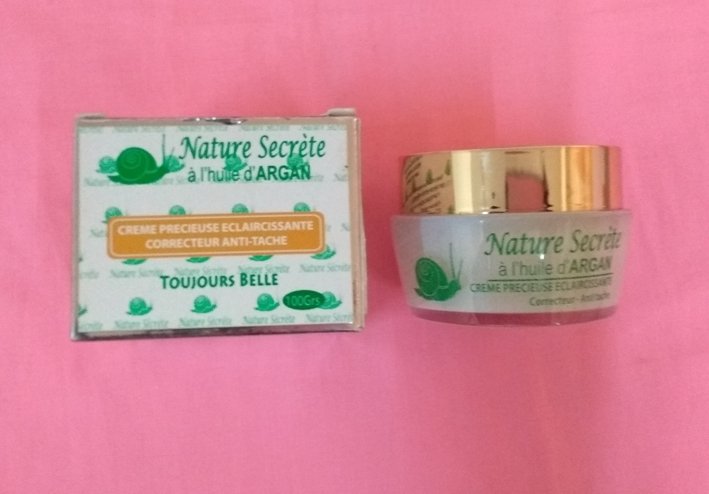 Nature Secrète
à l'huile d'ARGAN
CREME PRECIEUSE ECLAIRCISSANTE
CORRECTEUR ANTI-TACHE
TOUJOURS BELLE
100Grs
Nature Secrète
à l'huile d'ARGAN
CREME PRECIEUSE ECLAIRCISSANTE
Correcteur- Anti tache